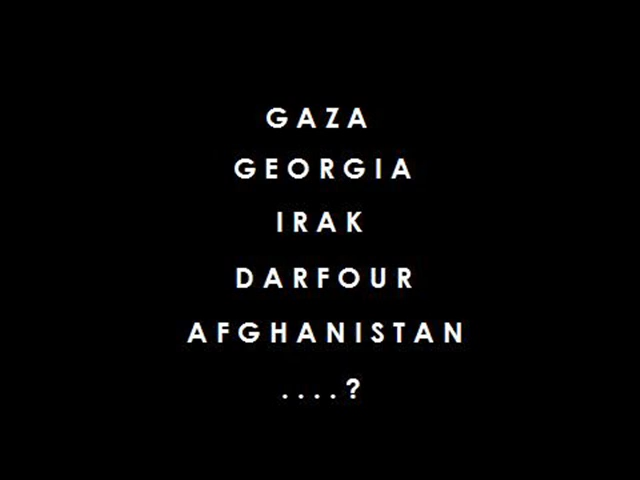 GAZA
GEORGIA
IRAK
DARFOUR
AFGHANISTAN
....?